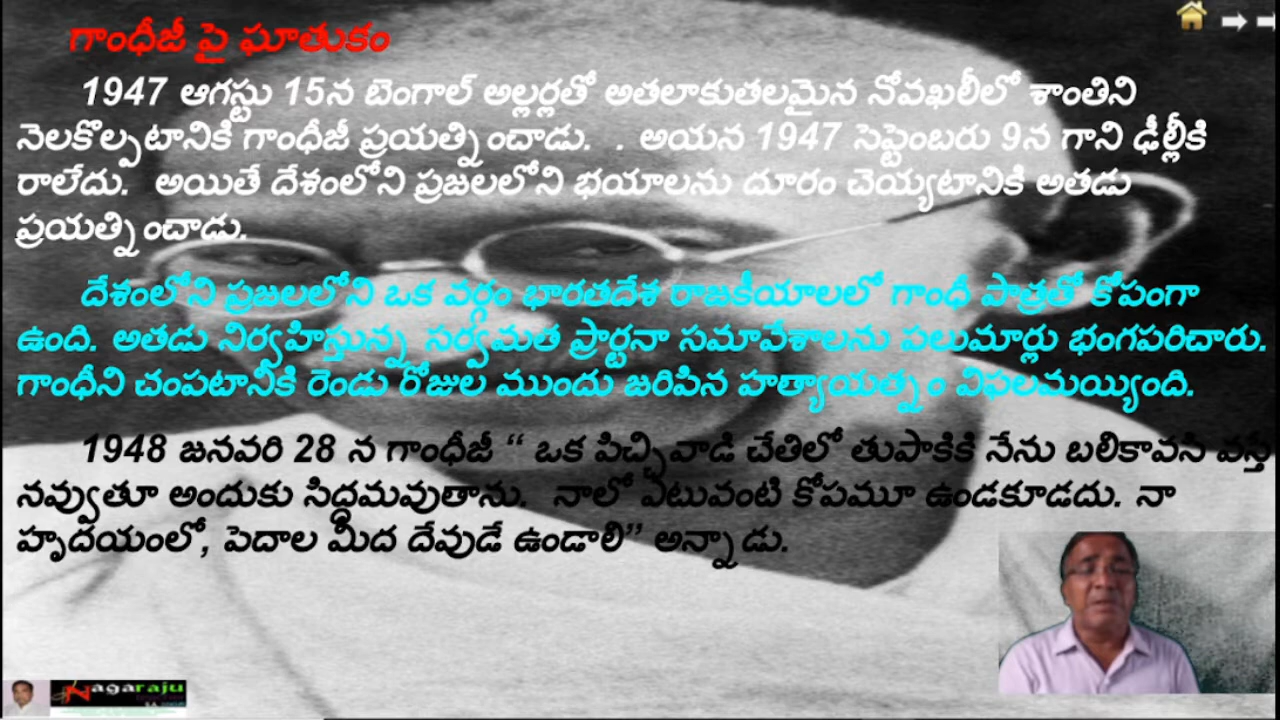 గాంధీజీ పై ఘాతుకం
1947 ఆగస్టు 15న బెంగాల్ అల్లర్లతో అతలాకుతలమైన నోవఖలీలో శాంతిని
నెలకొల్పటానికి గాంధీజీ ప్రయత్నించాడు. . అయన 1947 సెప్టెంబరు 9న గాని ఢీల్లీకి
రాలేదు. అయితే దేశంలోని ప్రజలలోని భయాలను దూరం చెయ్యటానికి అతడు
ప్రయత్నించాడు.
దేశంలోని ప్రజలలోని ఒక వర్గం భారతదేశ రాజకీయాలలో గాంధీ పాత్రతో కోపంగా
ఉంది. అతడు నిర్వహిస్తున్న సర్వమత ప్రార్టనా సమావేశాలను పలుమార్లు భంగపరిచారు.
గాంధీని చంపటానికి రెండు రోజుల ముందు జరిపిన హత్యాయత్నం విఫలమయ్యింది.
1948 జనవరి 28 న గాంధీజీ “ ఒక పిచ్చివాడి చేతిలో తుపాకికి నేను బలికావసి వస్తే
నవ్వుతూ అందుకు సిద్ధమవుతాను. నాలో ఎటువంటి కోపమూ ఉండకూడదు. నా
హృదయంలో, పెదాల మీద దేవుడే ఉండాలి” అన్నాడు.
Nagaraju